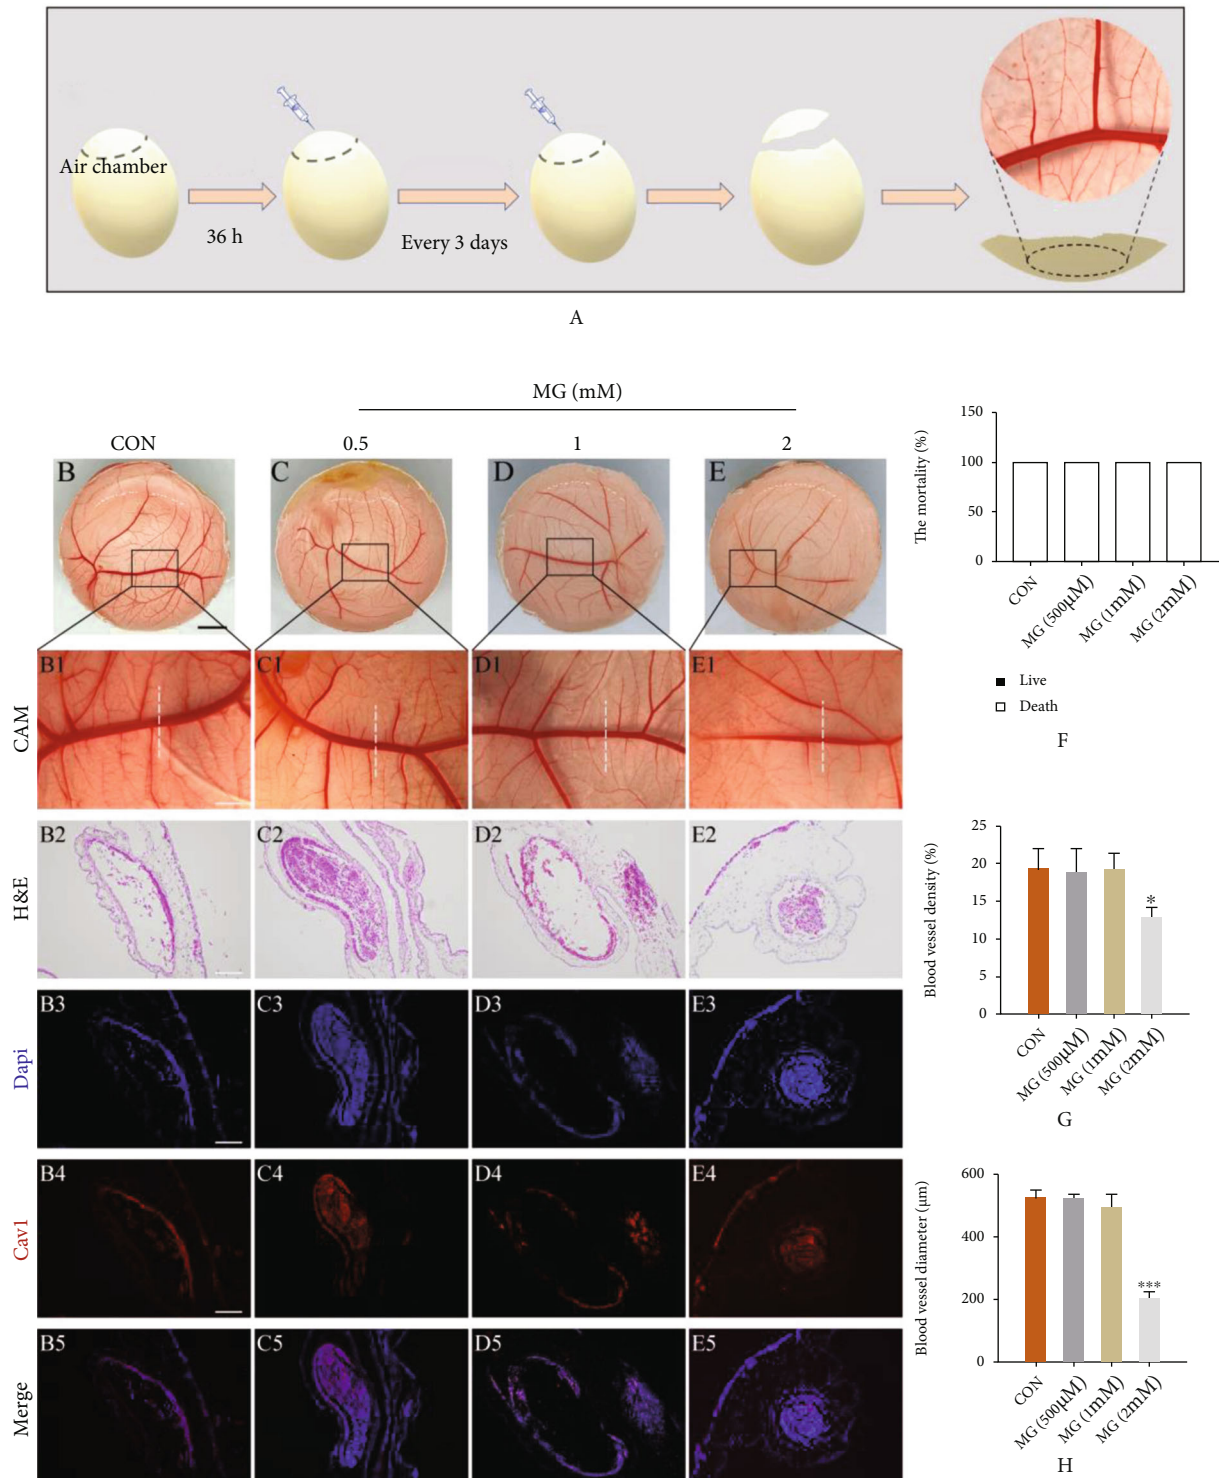 Air chamber
36 h
Every 3 days
A
MG (mM)
CON
0.5
1
2
B
C
D
E
CAM
B1
C1
D1
E1
H&E
B2
C2
D2
E2
Dapi
B3
C3
D3
E3
Cav1
B4
C4
D4
E4
Merge
B5
C5
D5
E5
The mortality (%)
150
100
50
0
CON
MG (500μM)
MG (1mM)
MG (2mM)
Live
Death
F
Blood vessel density (%)
25
20
15
10
5
0
*
CON
MG (500μM)
MG (1mM)
MG (2mM)
G
Blood vessel diameter (μm)
600
400
200
0
***
CON
MG (500μM)
MG (1mM)
MG (2mM)
H